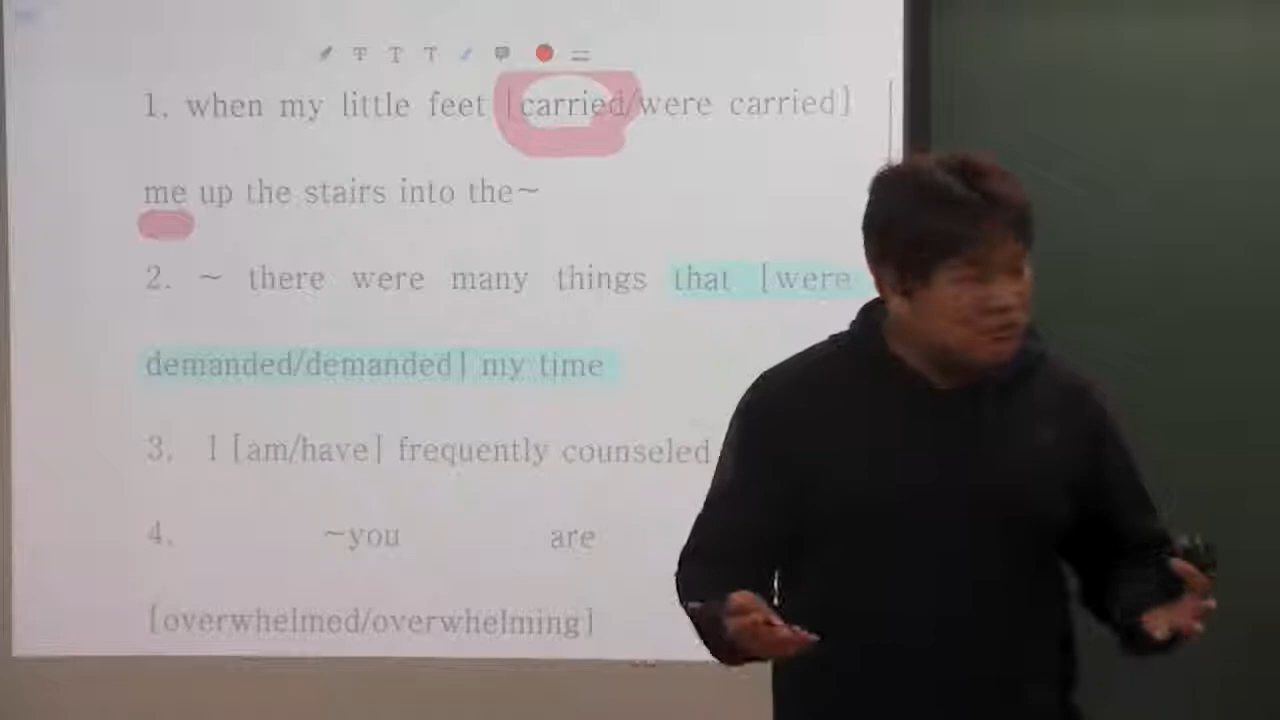 1. when my little feet [carried/were carried]
me up the stairs into the~
2. ~ there were many things that [were
demanded/demanded] my time
3. I [am/have] frequently counseled
4. ~you are
[overwhelmed/overwhelming]